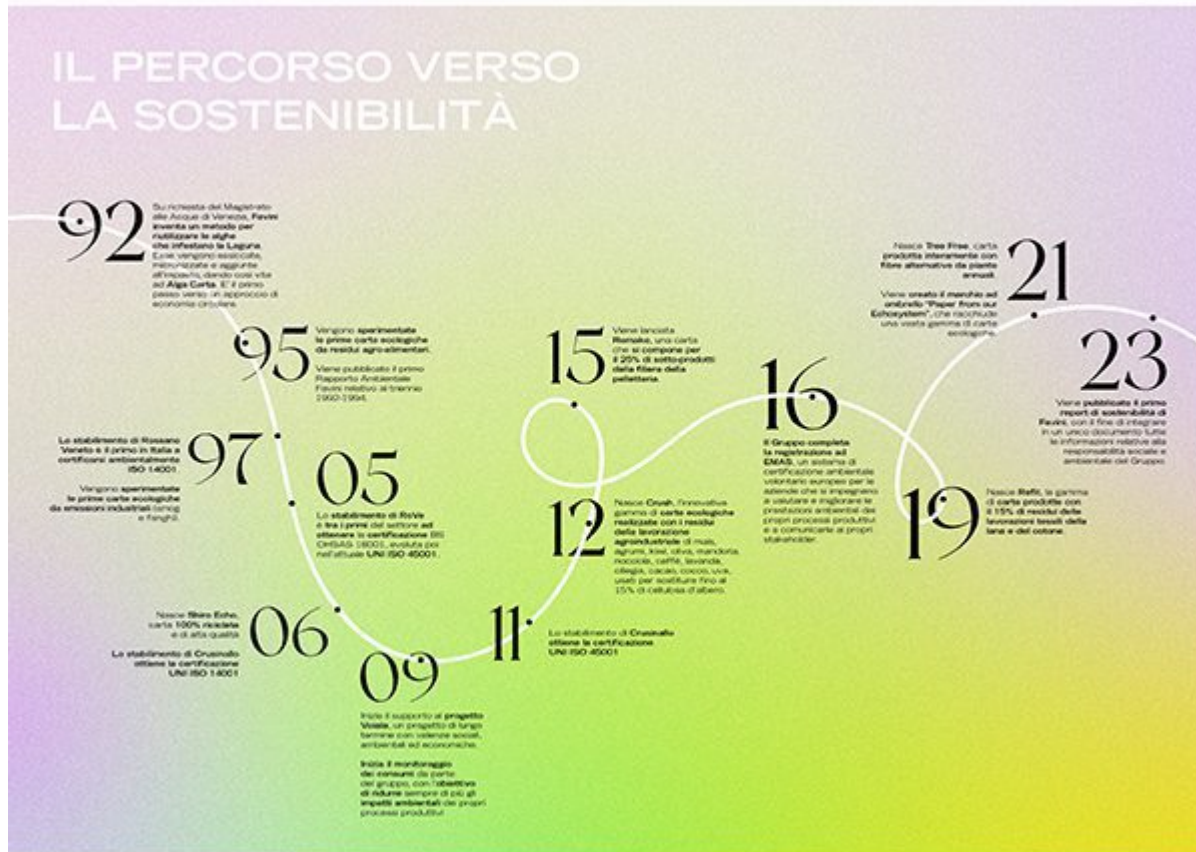 IL PERCORSO VERSO
LA SOSTENIBILITÀ
92
Su richiesta del Magistrato
alle Acque di Venezia, Favini
inventa un metodo per
riutilizzare le alghe
che infestano la Laguna.
Esse vengono essiccate,
micronizzate e aggiunte
all'impasto, dando così vita
ad Alga Carta. E' il primo
passo verso un approccio di
economia circolare.
95
Vengono sperimentate
le prime carte ecologiche
da residui agro-alimentari.
Viene pubblicato il primo
Rapporto Ambientale
Favini relativo al triennio
1992-1994.
97
Lo stabilimento di Rossano
Veneto è il primo in Italia a
certificarsi ambientalmente
ISO 14001.
Vengono sperimentate
le prime carte ecologiche
da emissioni industriali (smog
e fanghi).
05
Lo stabilimento di RoVe
è tra i primi del settore ad
ottenere la certificazione BS
OHSAS 18001, evoluta poi
nell'attuale UNI ISO 45001.
06
Nasce Shiro Echo,
carta 100% riciclata
e di alta qualità
Lo stabilimento di Crusinallo
ottiene la certificazione
UNI ISO 14001
09
Inizia il supporto al progetto
Voiala, un progetto di lungo
termine con valenze sociali,
ambientali ed economiche.
Inizia il monitoraggio
dei consumi da parte
del gruppo, con l'obiettivo
di ridurre sempre di più gli
impatti ambientali dei propri
processi produttivi
11
Lo stabilimento di Crusinallo
ottiene la certificazione
UNI ISO 45001
12
Nasce Crush, l'innovativa
gamma di carte ecologiche
realizzate con i residui
della lavorazione
agroindustriale di mais,
agrumi, kiwi, oliva, mandorla,
nocciola, caffè, lavanda,
ciliegia, cacao, cocco, uva,
usati per sostituire fino al
15% di cellulosa d'albero.
15
Viene lanciata
Remake, una carta
che si compone per
il 25% di sotto-prodotti
della filiera della
pelletteria.
16
Il Gruppo completa
la registrazione ad
EMAS, un sistema di
certificazione ambientale
volontario europeo per le
aziende che si impegnano
a valutare e migliorare le
prestazioni ambientali dei
propri processi produttivi
e a comunicarle ai propri
stakeholder.
19
Nasce Refit, la gamma
di carta prodotte con
il 15% di residui delle
lavorazioni tessili della
lana e del cotone.
21
Nasce Tree Free, carta
prodotta interamente con
fibre alternative da piante
annuali.
Viene creato il marchio ad
ombrello "Paper from our
Echosystem", che racchiude
una vasta gamma di carta
ecologiche.
23
Viene pubblicato il primo
report di sostenibilità di
Favini, con il fine di integrare
in un unico documento tutte
le informazioni relative alla
responsabilità sociale e
ambientale del Gruppo.